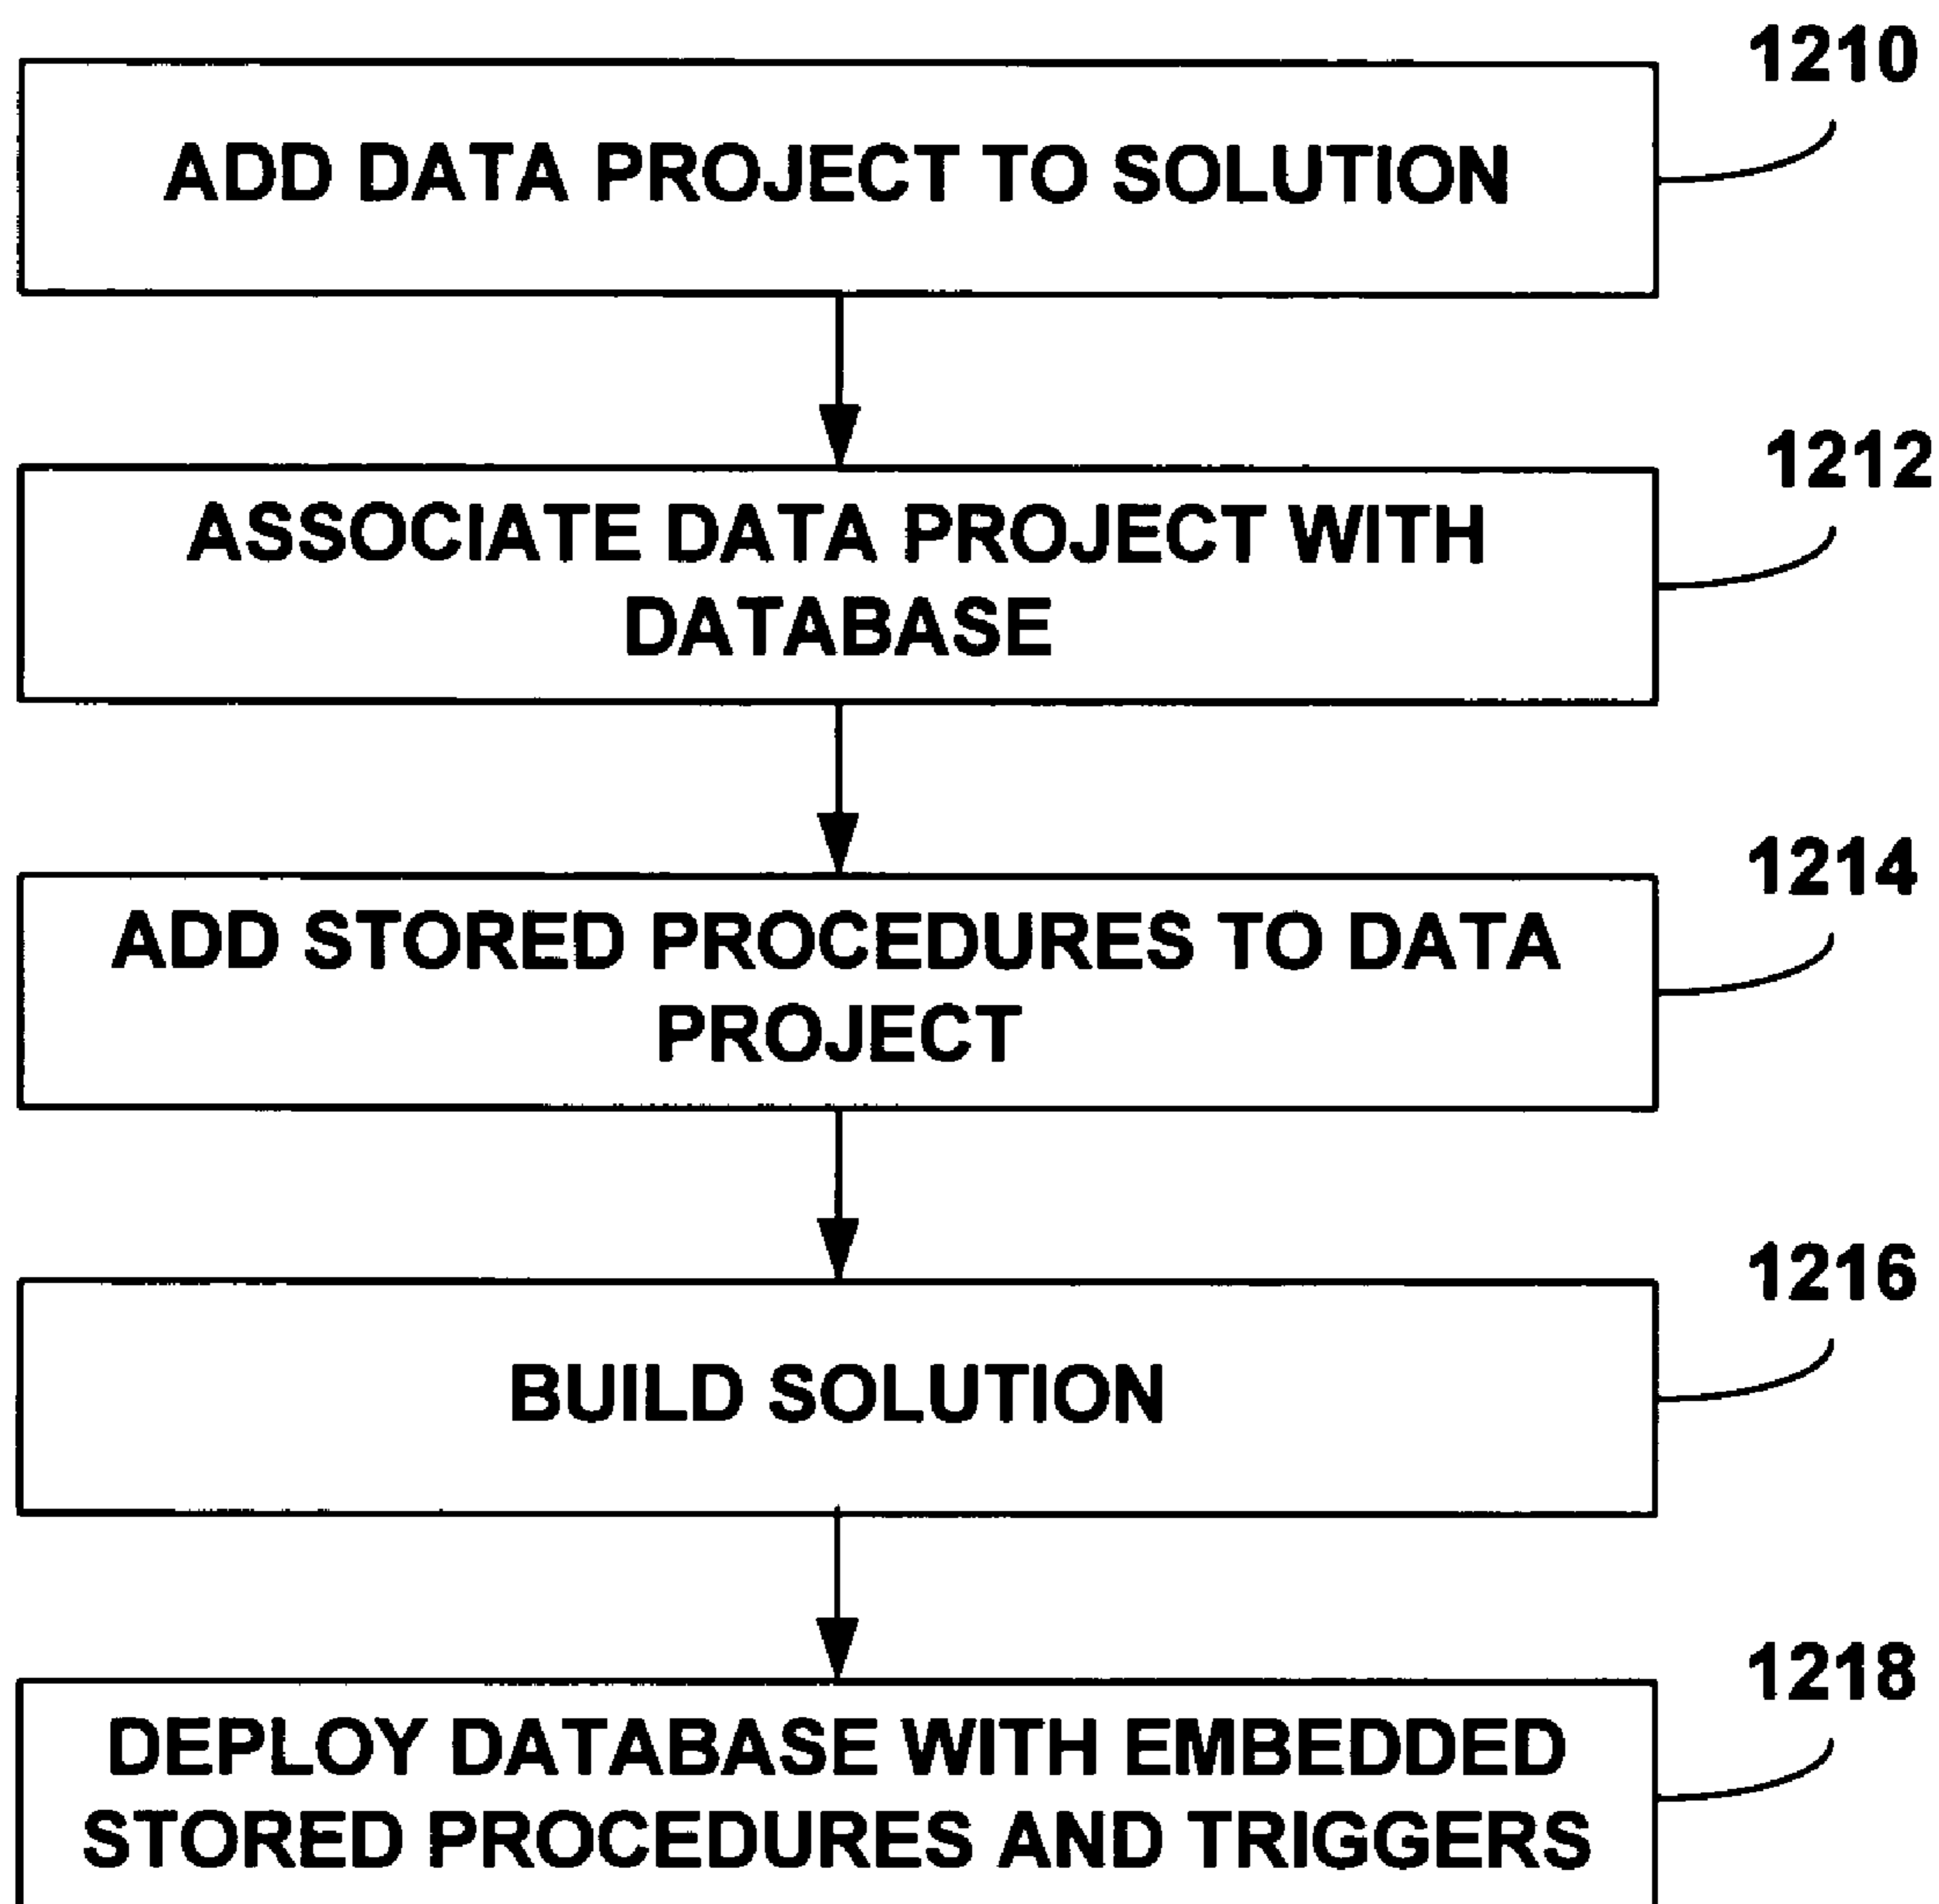 1210
ADD DATA PROJECT TO SOLUTION
1212
ASSOCIATE DATA PROJECT WITH
DATABASE
1214
ADD STORED PROCEDURES TO DATA
PROJECT
1216
BUILD SOLUTION
1218
DEPLOY DATABASE WITH EMBEDDED
STORED PROCEDURES AND TRIGGERS